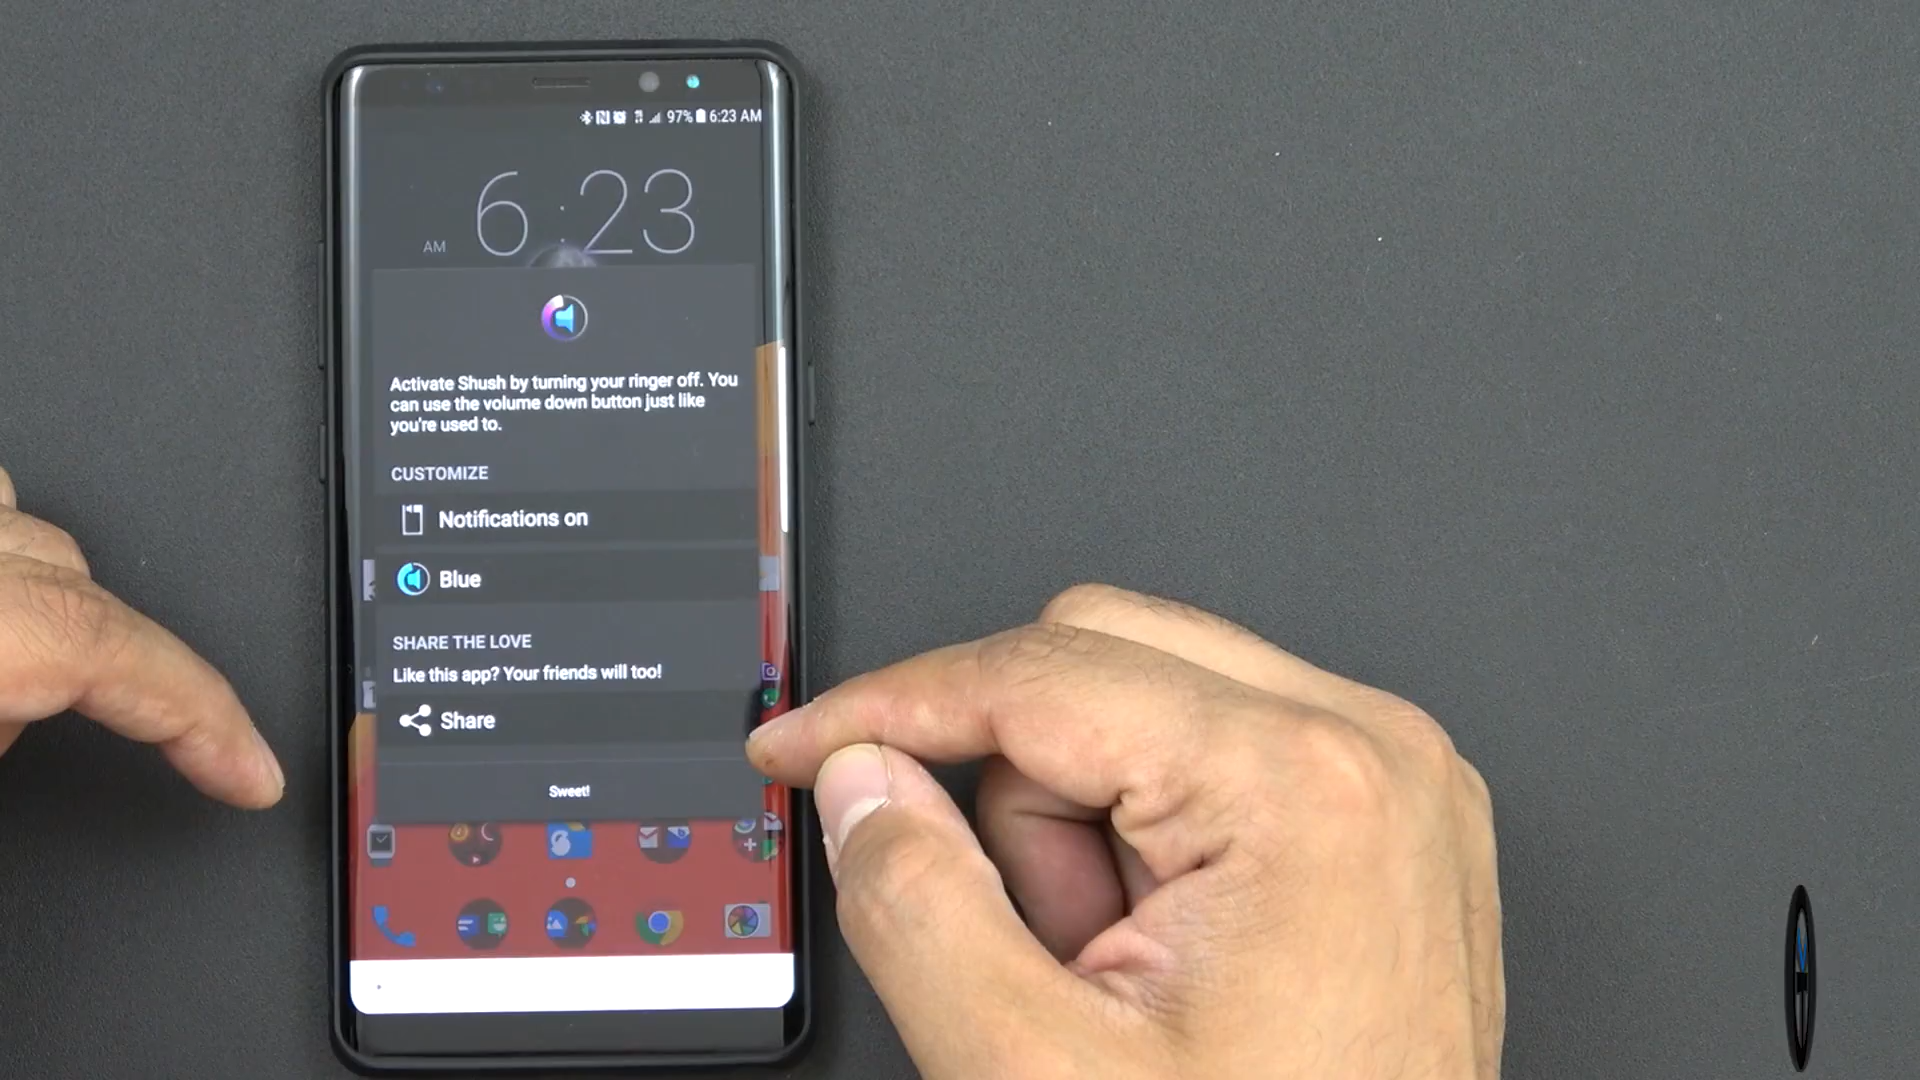 97% 6:23 AM
AM 6:23
Activate Shush by turning your ringer off. You
can use the volume down button just like
you're used to.
CUSTOMIZE
Notifications on
Blue
SHARE THE LOVE
Like this app? Your friends will too!
Share
Sweet!